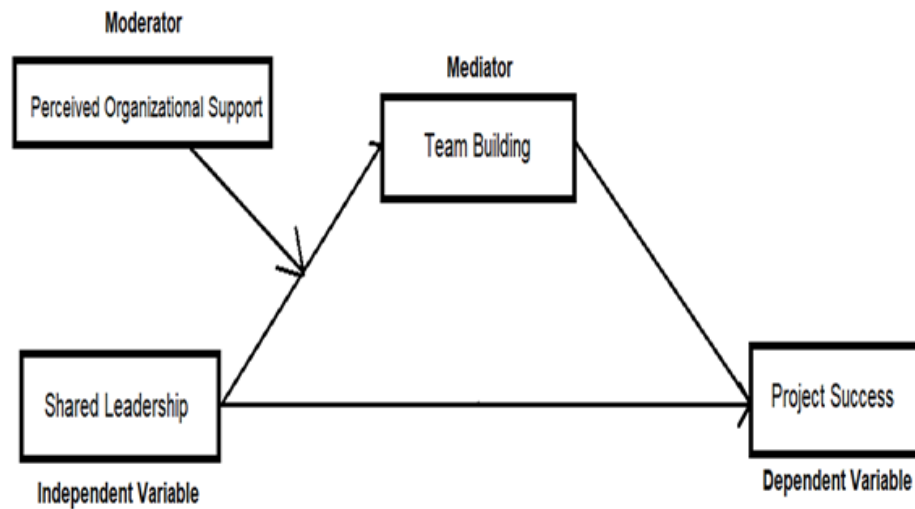 Moderator
Perceived Organizational Support
Mediator
Team Building
Shared Leadership
Independent Variable
Project Success
Dependent Variable